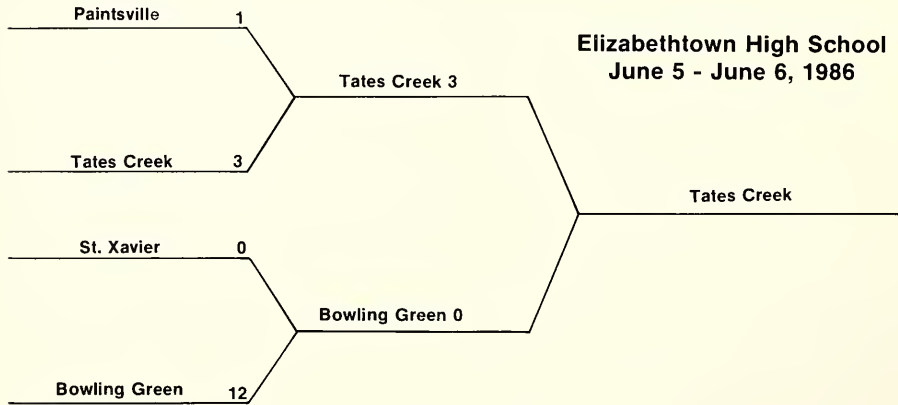 Paintsville 1
Elizabethtown High School
June 5 - June 6, 1986
Tates Creek 3
Tates Creek 3
Tates Creek
St. Xavier 0
Bowling Green 0
Bowling Green 12